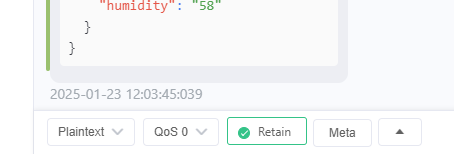 "humidity": "58"
}
}
2025-01-23 12:03:45:039
Plaintext QoS 0 Retain Meta